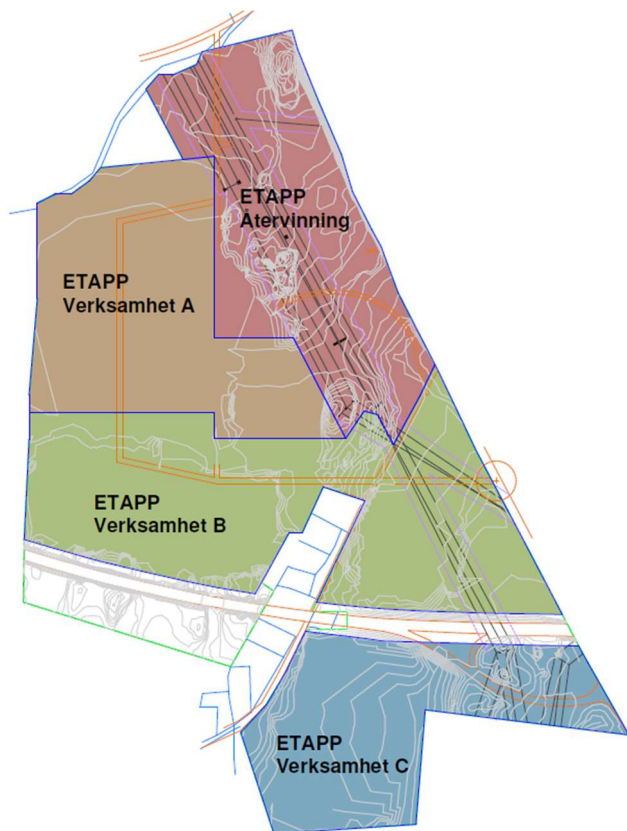 ETAPP
Återvinning
ETAPP
Verksamhet A
ETAPP
Verksamhet B
ETAPP
Verksamhet C